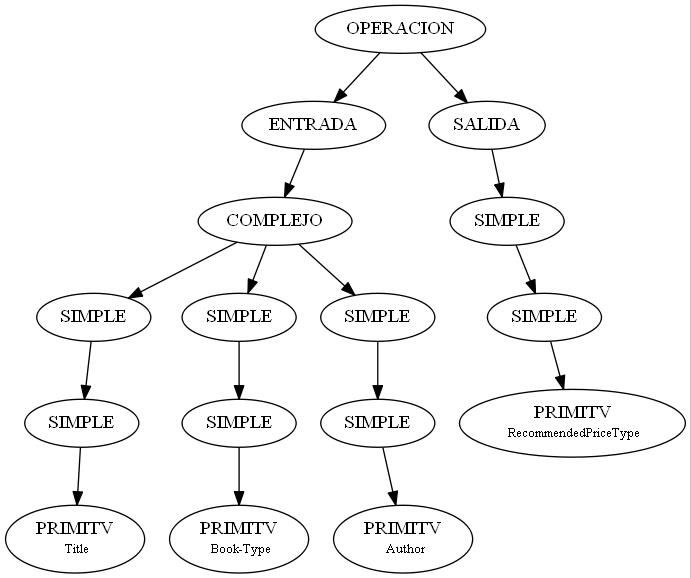 OPERACION
ENTRADA
SALIDA
COMPLEJO
SIMPLE
SIMPLE
SIMPLE
SIMPLE
SIMPLE
SIMPLE
SIMPLE
SIMPLE
PRIMITV
RecommendedPriceType
PRIMITV
Title
PRIMITV
Book-Type
PRIMITV
Author